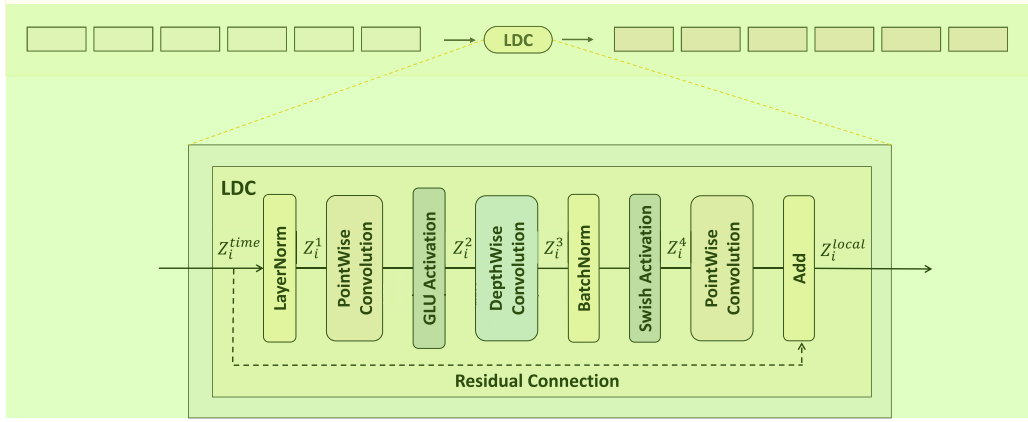 LDC
LDC
Z_i^{time}
LayerNorm
Z_i^1
PointWise
Convolution
GLU Activation
Z_i^2
DepthWise
Convolution
Z_i^3
BatchNorm
Swish Activation
Z_i^4
PointWise
Convolution
Add
Z_i^{local}
Residual Connection